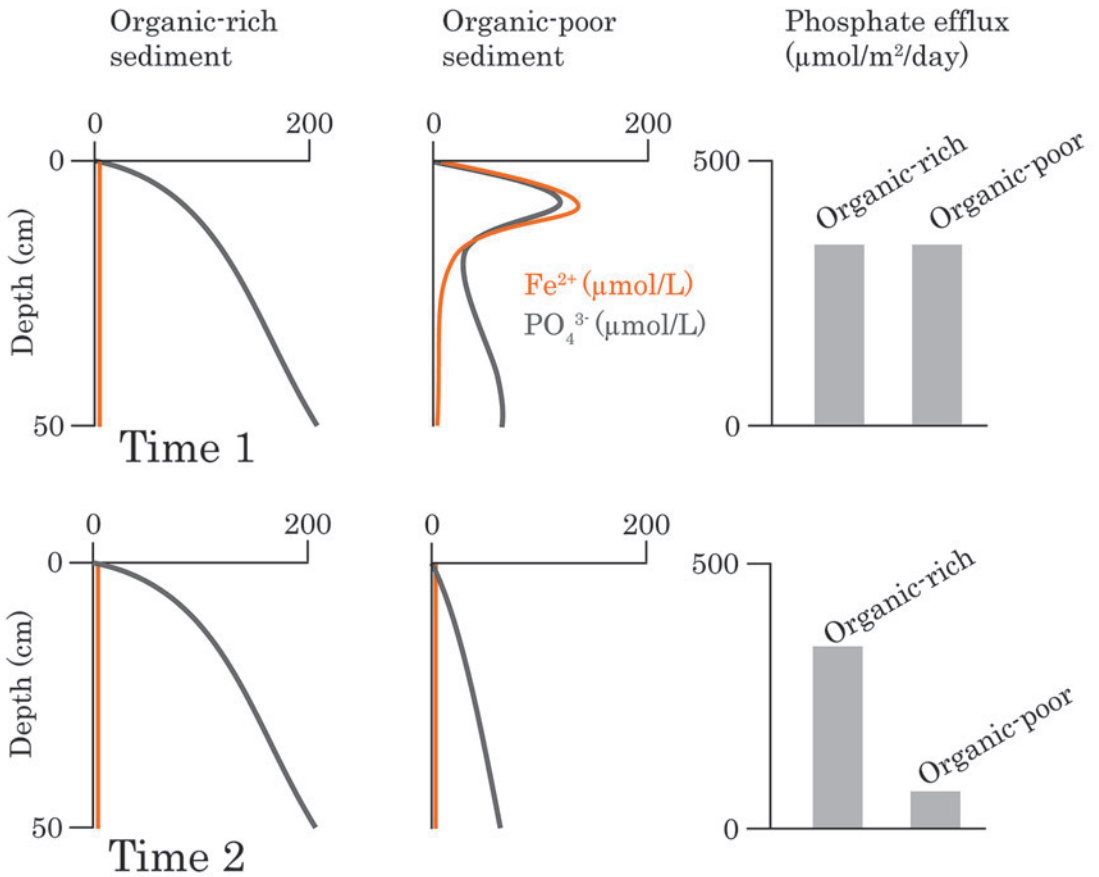 Organic-rich
sediment
Organic-poor
sediment
Phosphate efflux
(µmol/m²/day)
0
200
0
200
0
500
Organic-rich
Organic-poor
Depth (cm)
Fe²⁺ (µmol/L)
PO₄³⁻ (µmol/L)
50
0
Time 1
0
200
0
200
0
500
Organic-rich
Organic-poor
Depth (cm)
50
0
Time 2